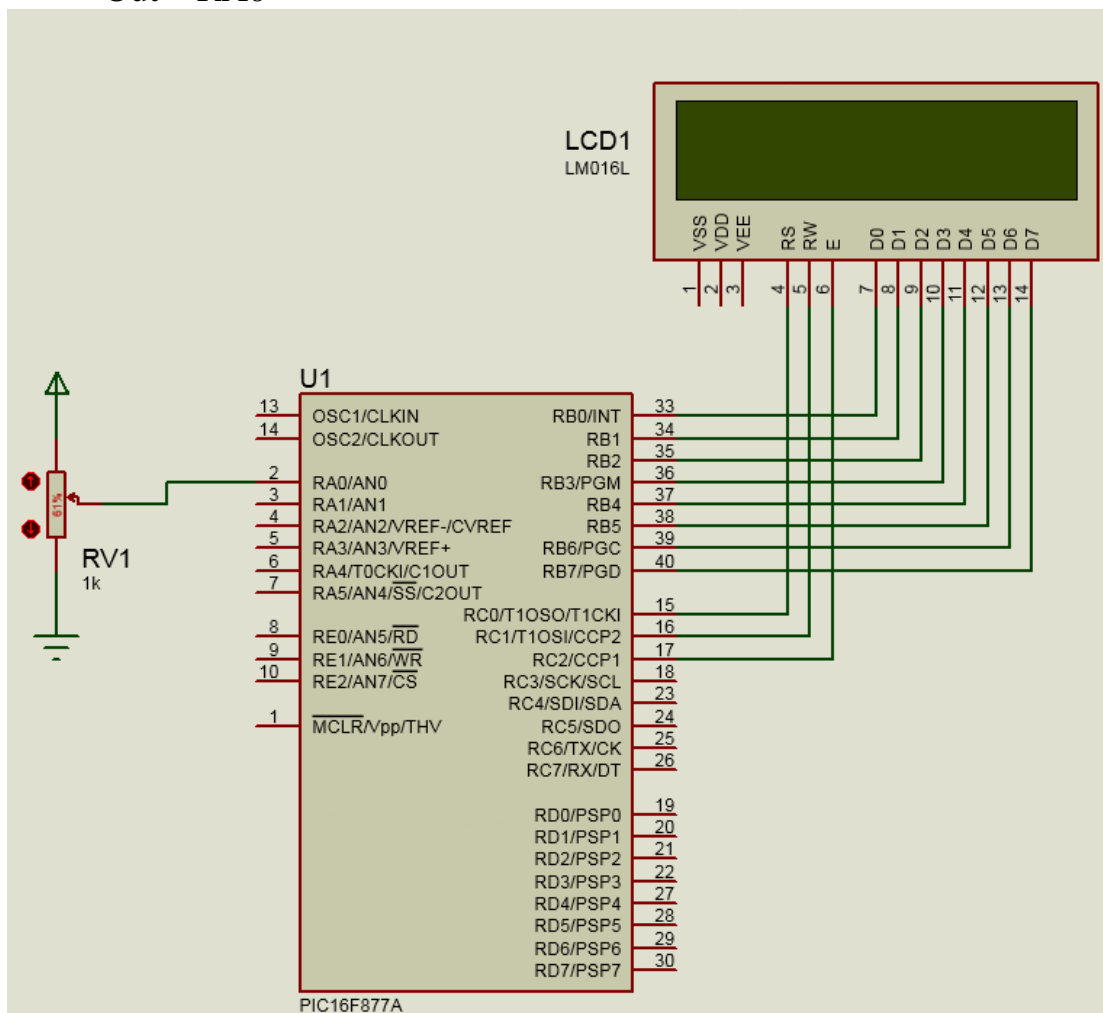 LCD1
LM016L
VSS
VDD
VEE
RS
RW
E
D0
D1
D2
D3
D4
D5
D6
D7
1
2
3
4
5
6
7
8
9
10
11
12
13
14
U1
13 OSC1/CLKIN
14 OSC2/CLKOUT
2 RA0/AN0
3 RA1/AN1
4 RA2/AN2/VREF-/CVREF
5 RA3/AN3/VREF+
6 RA4/T0CKI/C1OUT
7 RA5/AN4/SS/C2OUT
8 RE0/AN5/RD
9 RE1/AN6/WR
10 RE2/AN7/CS
1 MCLR/Vpp/THV
RB0/INT 33
RB1 34
RB2 35
RB3/PGM 36
RB4 37
RB5 38
RB6/PGC 39
RB7/PGD 40
RC0/T1OSO/T1CKI 15
RC1/T1OSI/CCP2 16
RC2/CCP1 17
RC3/SCK/SCL 18
RC4/SDI/SDA 23
RC5/SDO 24
RC6/TX/CK 25
RC7/RX/DT 26
RD0/PSP0 19
RD1/PSP1 20
RD2/PSP2 21
RD3/PSP3 22
RD4/PSP4 27
RD5/PSP5 28
RD6/PSP6 29
RD7/PSP7 30
PIC16F877A
61%
RV1
1k